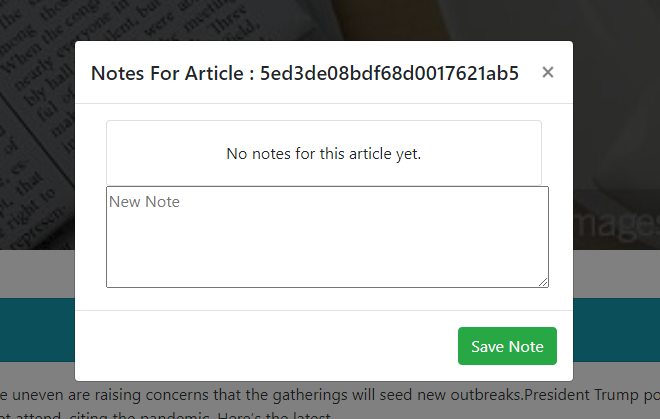 Notes For Article : 5ed3de08bdf68d0017621ab5 ×
No notes for this article yet.
New Note
Save Note
mages
e uneven are raising concerns that the gatherings will seed new outbreaks.President Trump po
t attend, citing the pandemic. Here's the latest